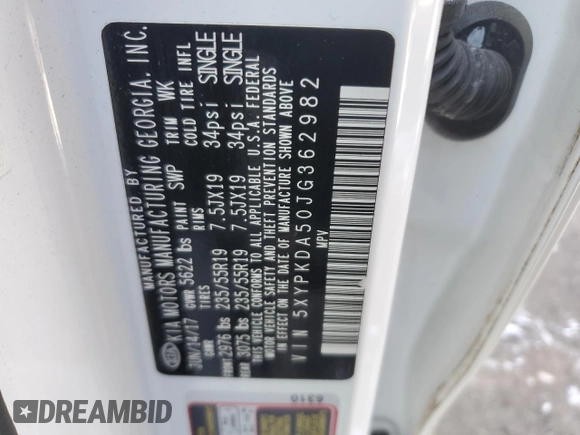 MANUFACTURED BY
KIA MOTORS MANUFACTURING GEORGIA, INC.
JUN/14/17 GVWR 5622 lbs PAINT SWP TRIM WK
GAWR TIRES RIMS COLD TIRE INFL
2976 lbs 235/55R19 7.5JX19 34psi SINGLE
REAR 3075 lbs 235/55R19 7.5JX19 34psi SINGLE
THIS VEHICLE CONFORMS TO ALL APPLICABLE U.S.A. FEDERAL
MOTOR VEHICLE SAFETY AND THEFT PREVENTION STANDARDS
IN EFFECT ON THE DATE OF MANUFACTURE SHOWN ABOVE
VIN 5XYPKDA50JG362982
MPV
6310
DREAMBID